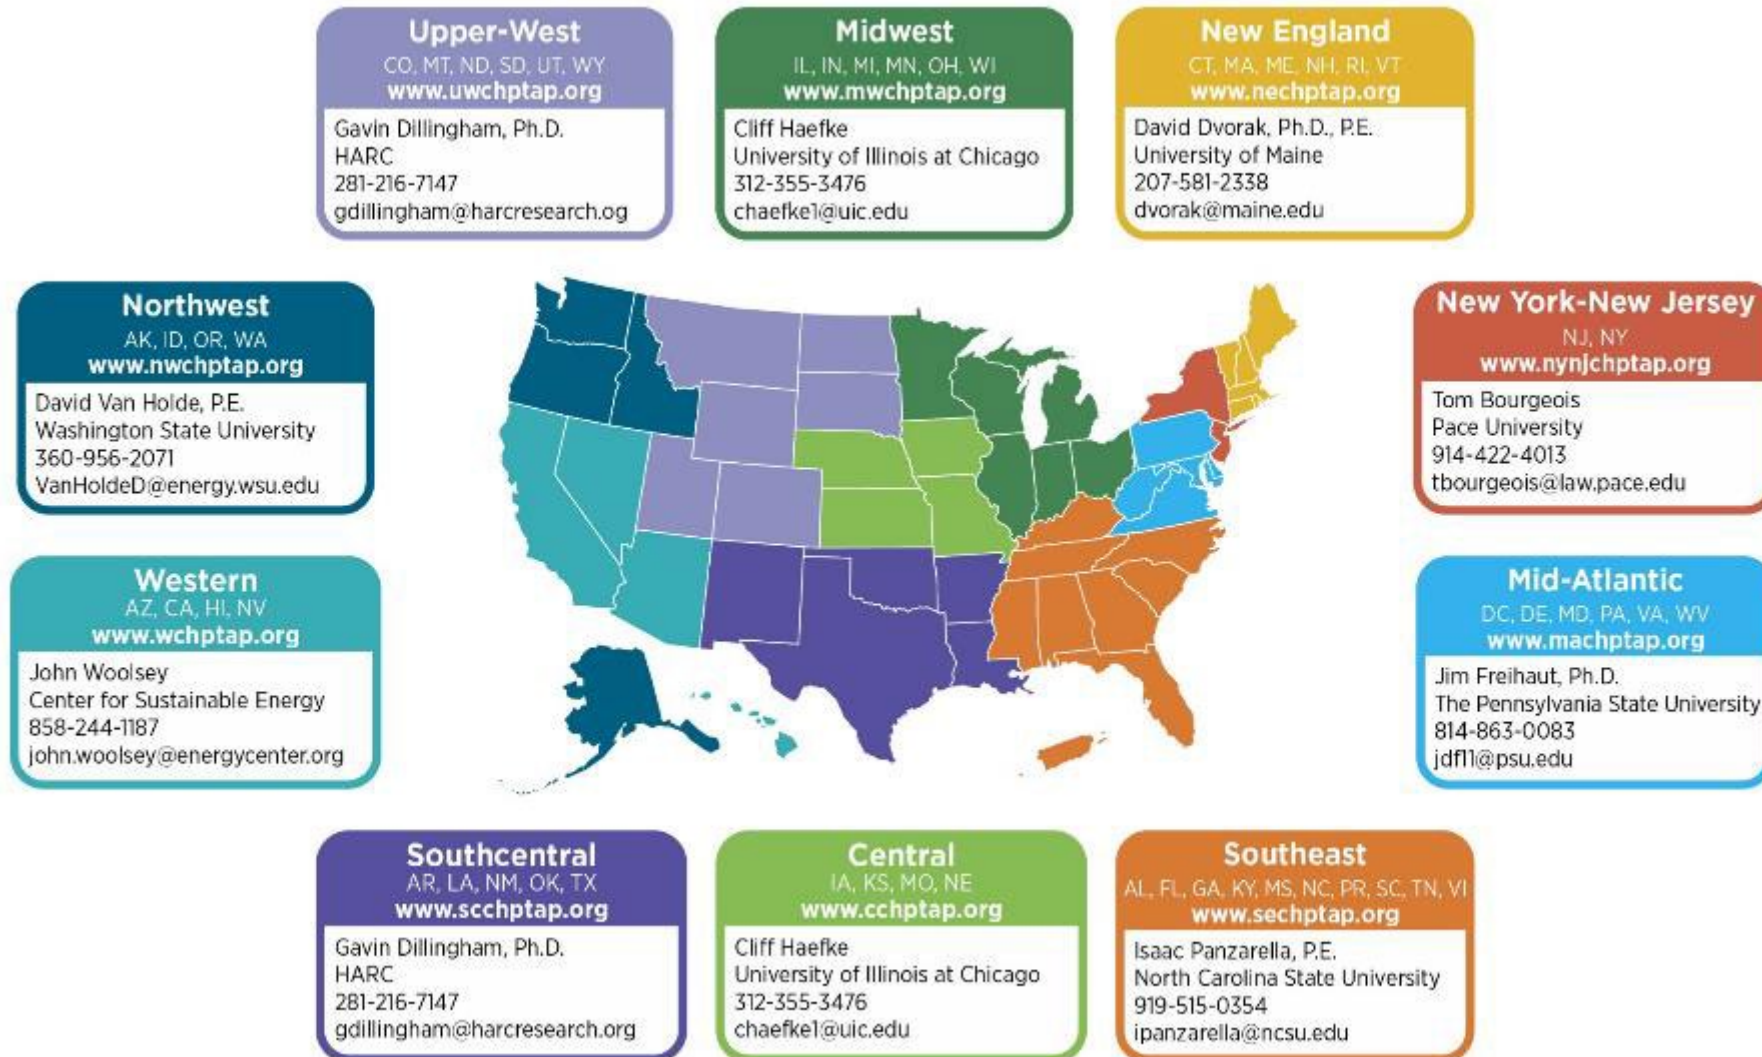 Upper-West
CO, MT, ND, SD, UT, WY
www.uwchptap.org
Gavin Dillingham, Ph.D.
HARC
281-216-7147
gdillingham@harcresearch.og
Midwest
IL, IN, MI, MN, OH, WI
www.mwchptap.org
Cliff Haefke
University of Illinois at Chicago
312-355-3476
chaefke1@uic.edu
New England
CT, MA, ME, NH, RI, VT
www.nechptap.org
David Dvorak, Ph.D., P.E.
University of Maine
207-581-2338
dvorak@maine.edu
Northwest
AK, ID, OR, WA
www.nwchptap.org
David Van Holde, P.E.
Washington State University
360-956-2071
VanHoldeD@energy.wsu.edu
New York-New Jersey
NJ, NY
www.nynjchptap.org
Tom Bourgeois
Pace University
914-422-4013
tbourgeois@law.pace.edu
Western
AZ, CA, HI, NV
www.wchptap.org
John Woolsey
Center for Sustainable Energy
858-244-1187
john.woolsey@energycenter.org
Mid-Atlantic
DC, DE, MD, PA, VA, WV
www.machptap.org
Jim Freihaut, Ph.D.
The Pennsylvania State University
814-863-0083
jdf11@psu.edu
Southcentral
AR, LA, NM, OK, TX
www.scchptap.org
Gavin Dillingham, Ph.D.
HARC
281-216-7147
gdillingham@harcresearch.org
Central
IA, KS, MO, NE
www.cchptap.org
Cliff Haefke
University of Illinois at Chicago
312-355-3476
chaefke1@uic.edu
Southeast
AL, FL, GA, KY, MS, NC, PR, SC, TN, VI
www.sechptap.org
Isaac Panzarella, P.E.
North Carolina State University
919-515-0354
ipanzarella@ncsu.edu